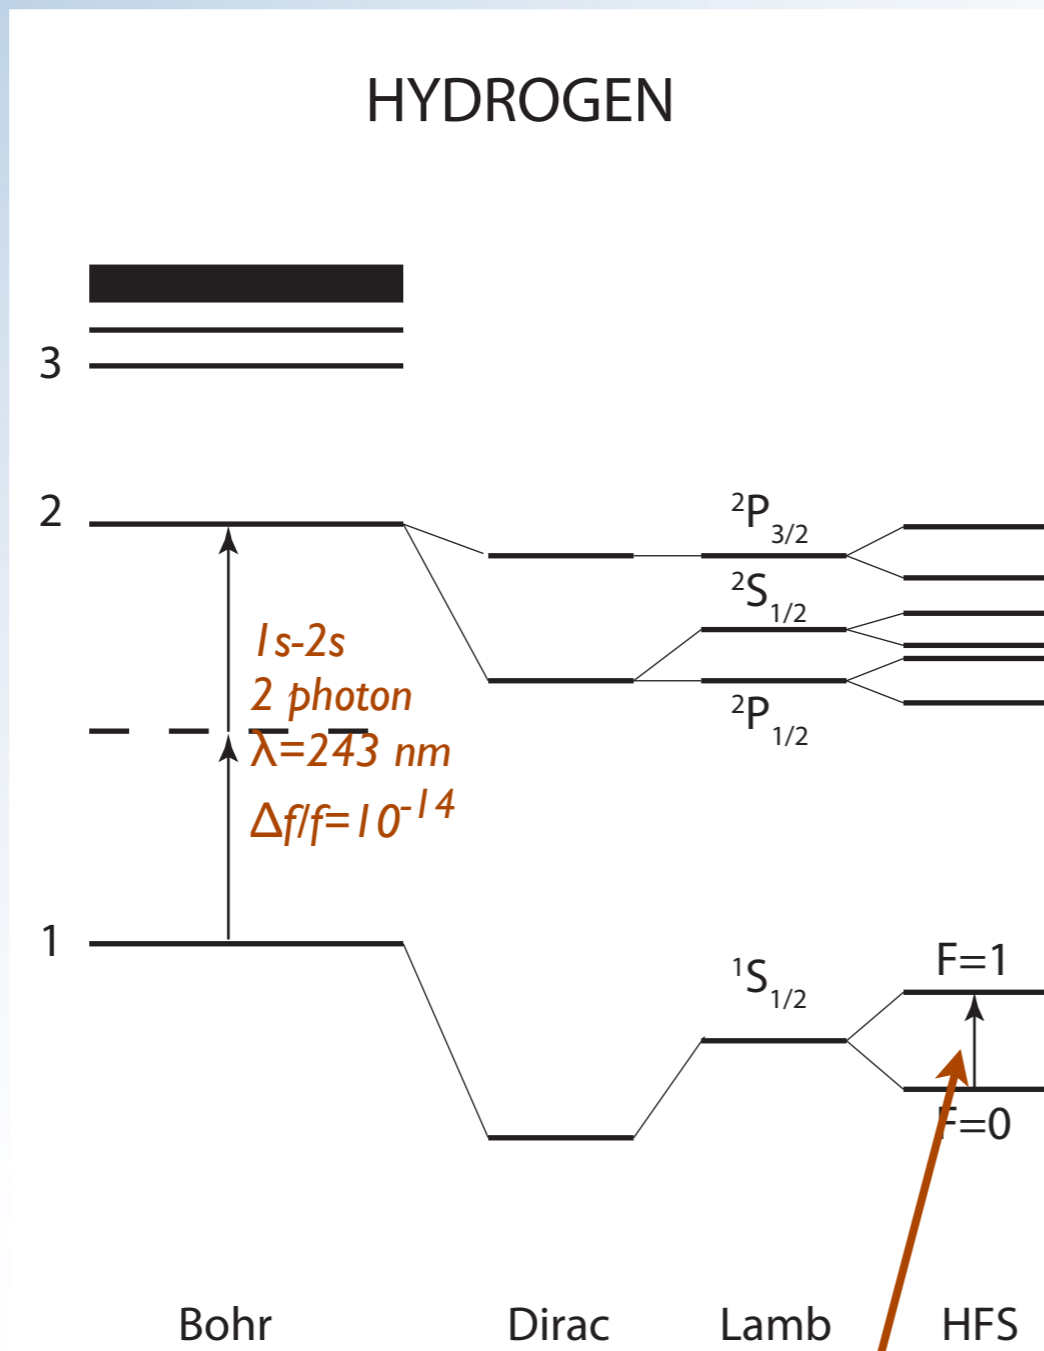 HYDROGEN
3
2
²P₃/₂
²S₁/₂
²P₁/₂
1s-2s
2 photon
λ=243 nm
Δf/f=10⁻¹⁴
1
¹S₁/₂
F=1
F=0
Bohr Dirac Lamb HFS